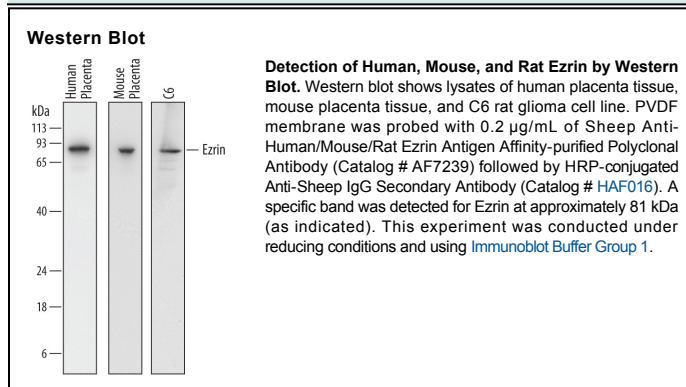 Western Blot
Human
Placenta
Mouse
Placenta
C6
kDa
113
93
65
40
24
18
6
Ezrin
Detection of Human, Mouse, and Rat Ezrin by Western
Blot. Western blot shows lysates of human placenta tissue,
mouse placenta tissue, and C6 rat glioma cell line. PVDF
membrane was probed with 0.2 µg/mL of Sheep Anti-
Human/Mouse/Rat Ezrin Antigen Affinity-purified Polyclonal
Antibody (Catalog # AF7239) followed by HRP-conjugated
Anti-Sheep IgG Secondary Antibody (Catalog # HAF016). A
specific band was detected for Ezrin at approximately 81 kDa
(as indicated). This experiment was conducted under
reducing conditions and using Immunoblot Buffer Group 1.